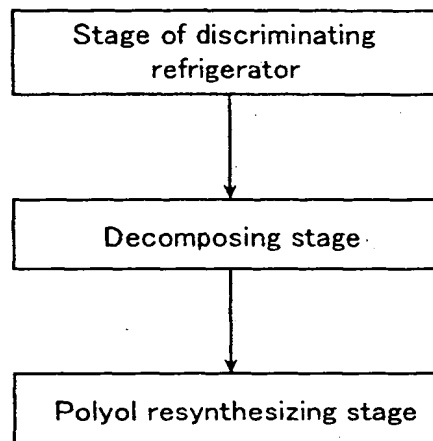 Stage of discriminating
refrigerator
Decomposing stage
Polyol resynthesizing stage